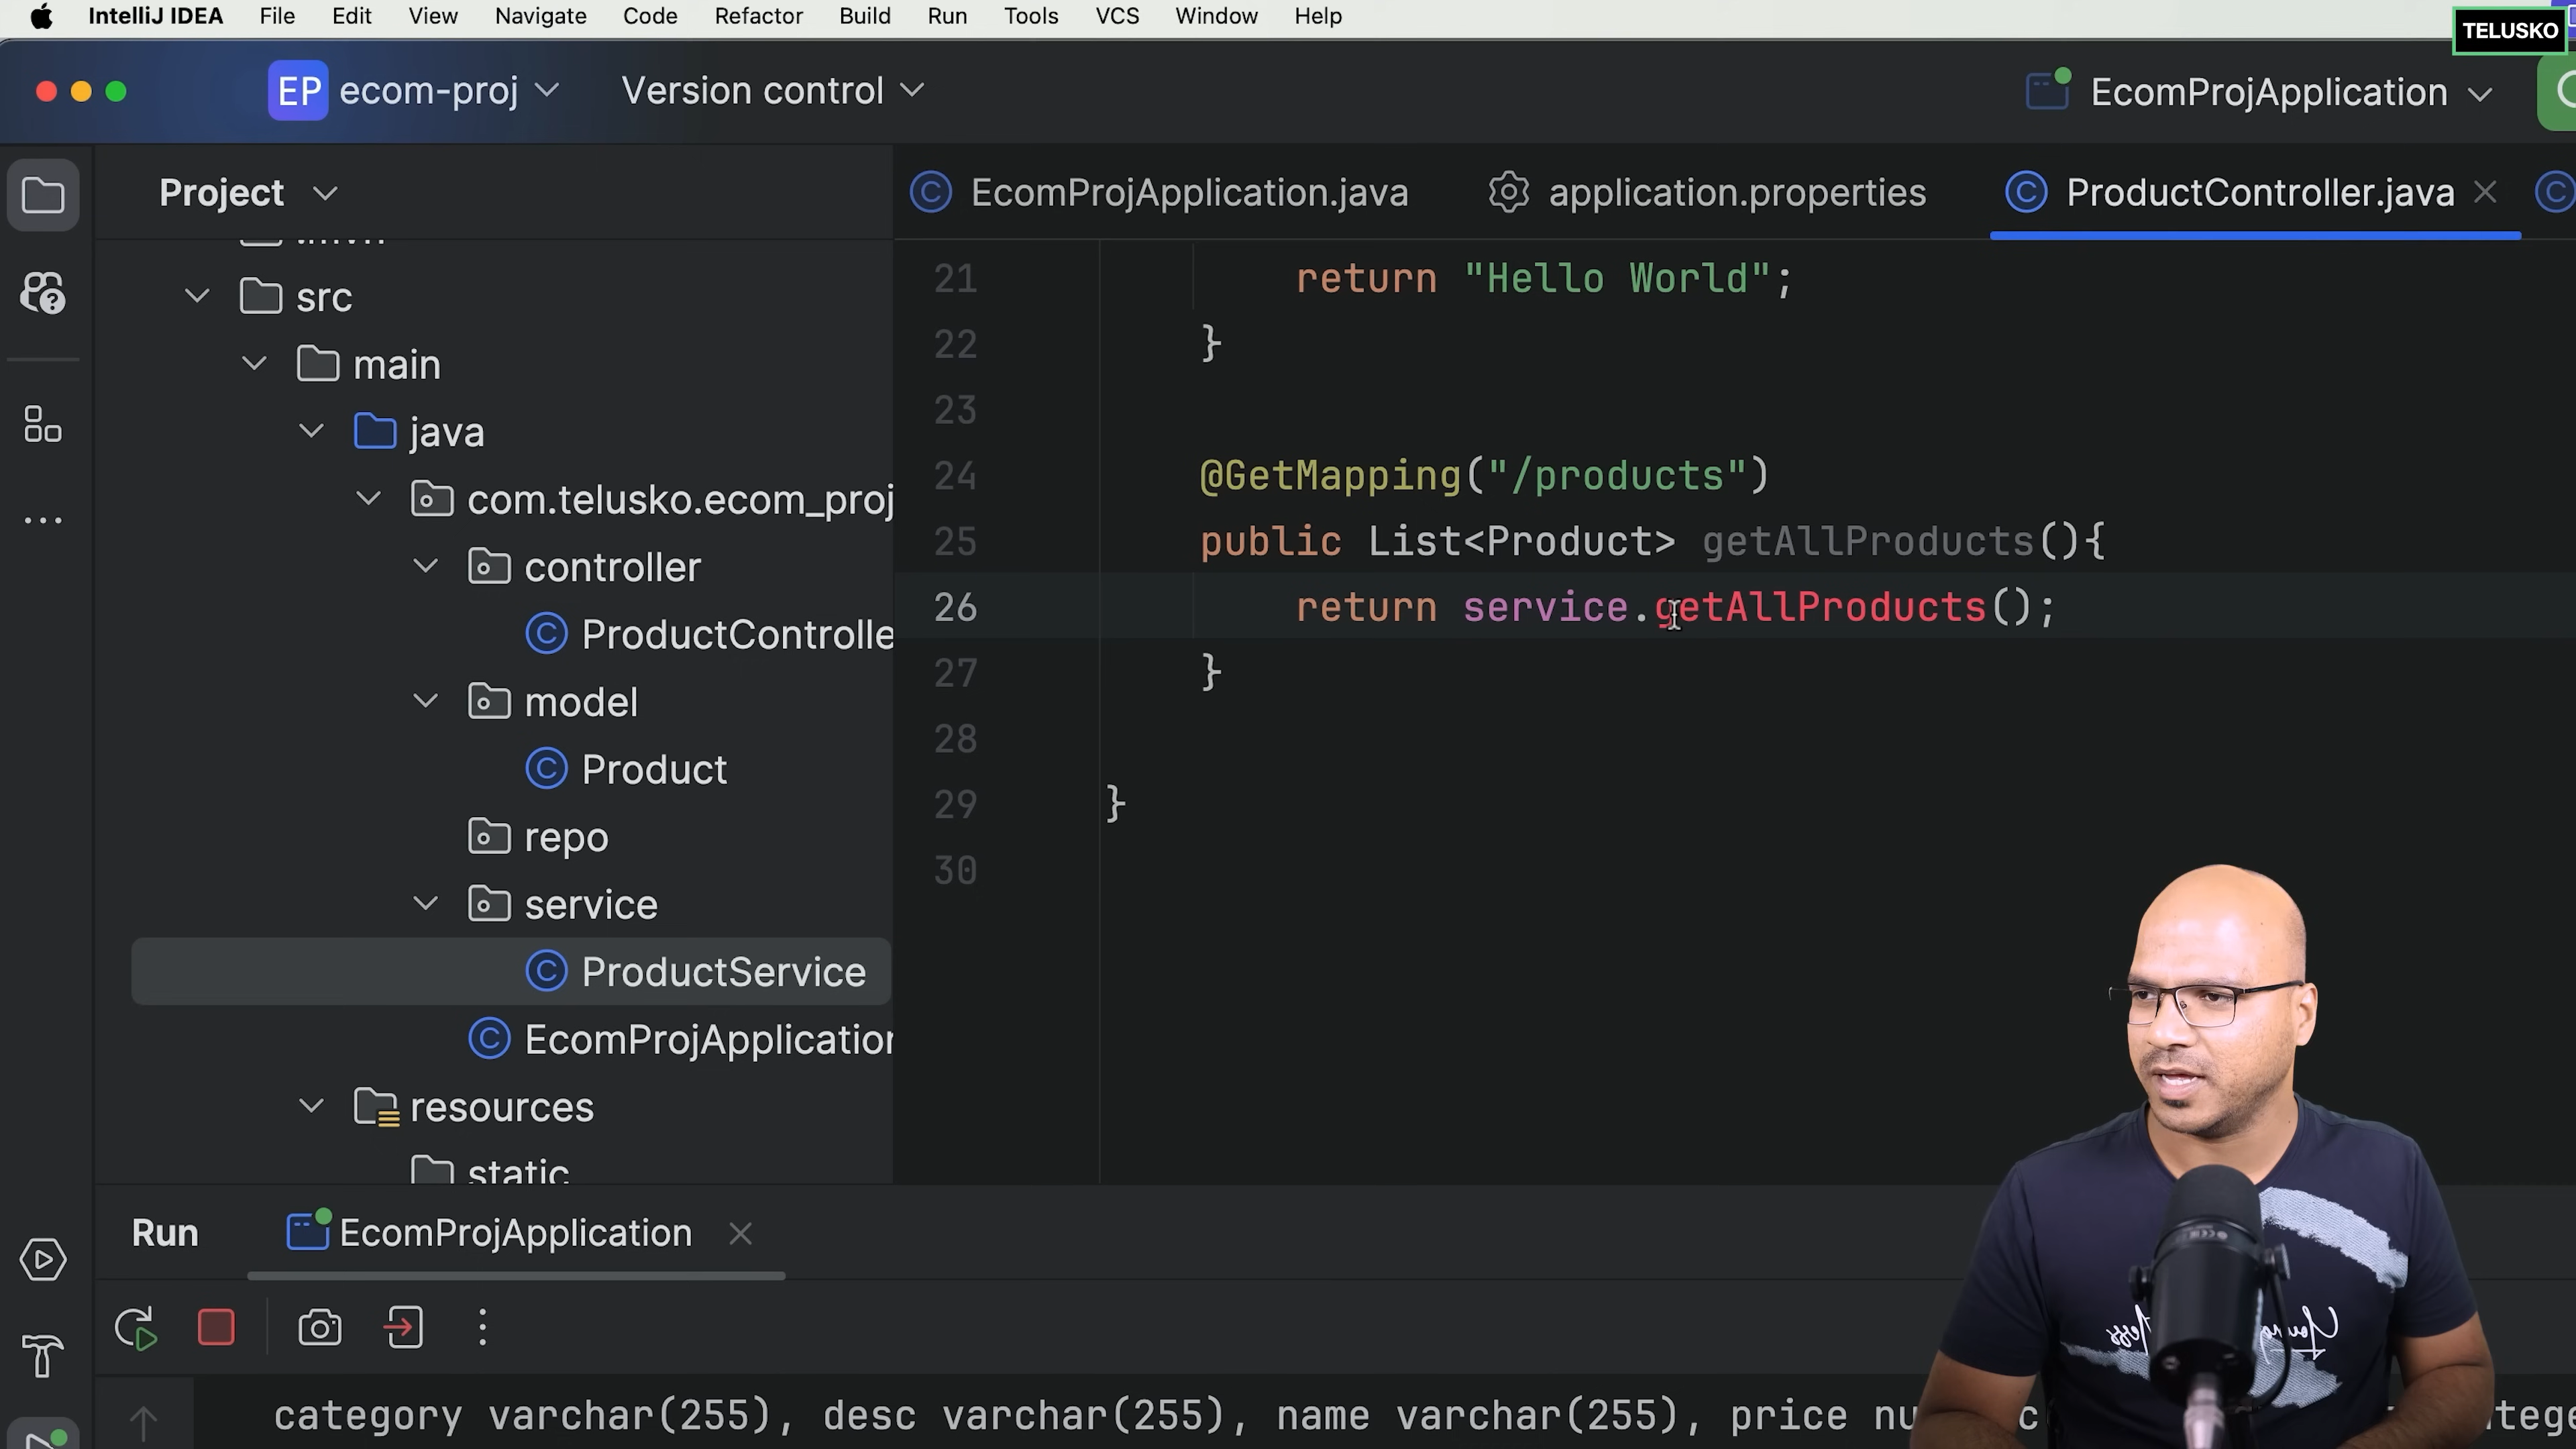 IntelliJ IDEA File Edit View Navigate Code Refactor Build Run Tools VCS Window Help
TELUSKO
EP ecom-proj Version control EcomProjApplication
Project
EcomProjApplication.java application.properties ProductController.java
src
main
java
com.telusko.ecom_proj
controller
ProductControlle
model
Product
repo
service
ProductService
EcomProjApplication
resources
static
21 return "Hello World";
22 }
23
24 @GetMapping("/products")
25 public List<Product> getAllProducts(){
26 return service.getAllProducts();
27 }
28
29 }
30
Run EcomProjApplication
category varchar(255), desc varchar(255), name varchar(255), price